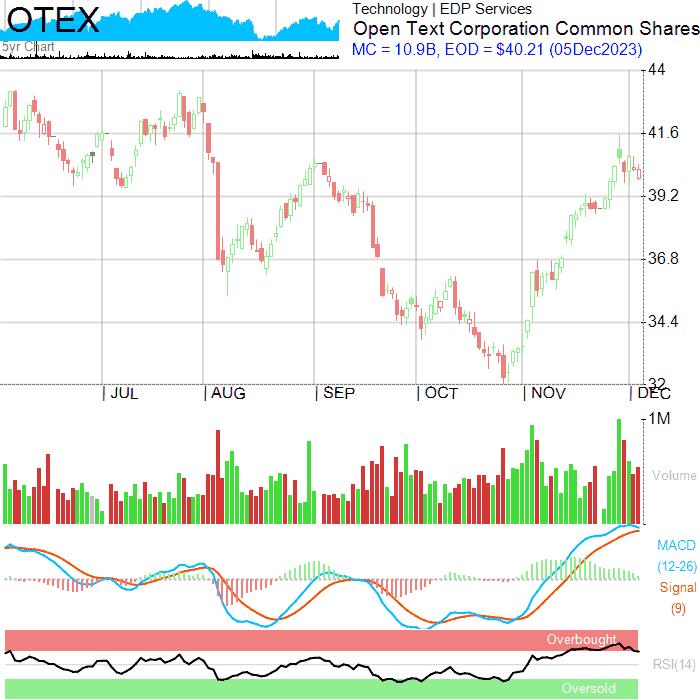 OTEX
5yr Chart
Technology | EDP Services
Open Text Corporation Common Shares
MC = 10.9B, EOD = $40.21 (05Dec2023)
44
41.6
39.2
36.8
34.4
32
JUL AUG SEP OCT NOV DEC
1M
Volume
MACD
(12-26)
Signal
(9)
Overbought
RSI(14)
Oversold